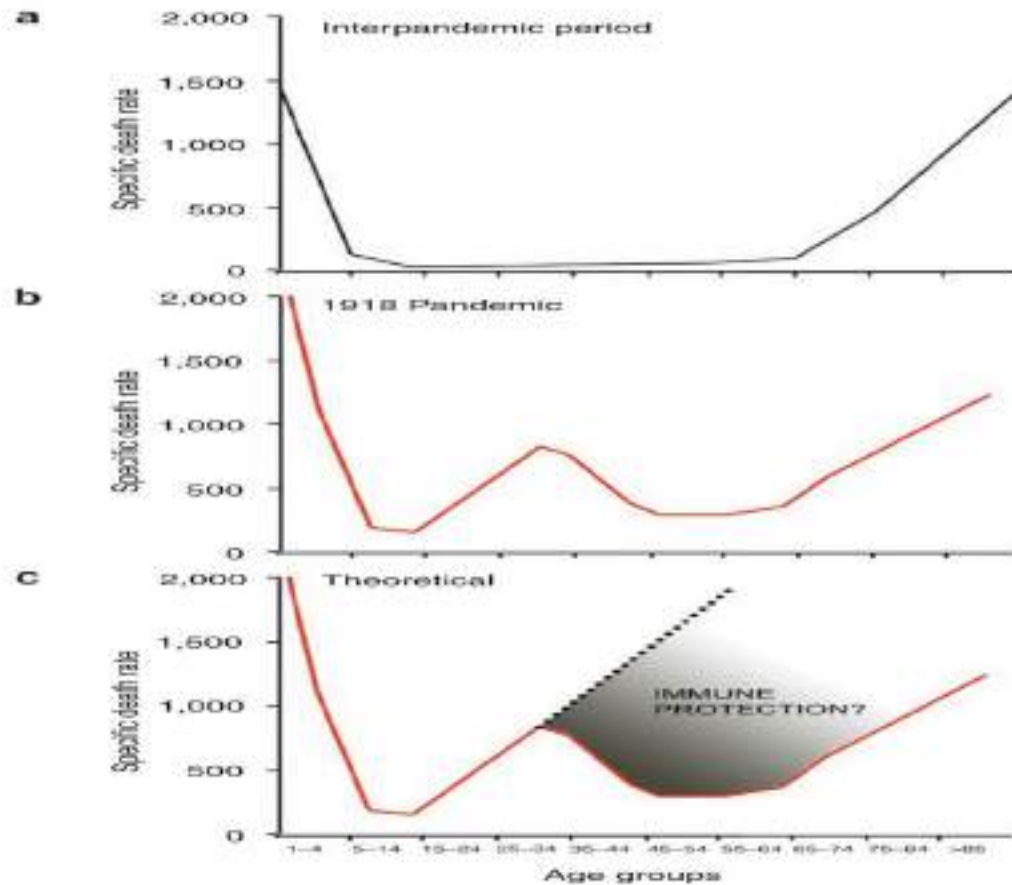 a
Interpandemic period
Specific death rate
2,000
1,500
1,000
500
0
b
1918 Pandemic
Specific death rate
2,000
1,500
1,000
500
0
c
Theoretical
Specific death rate
2,000
1,500
1,000
500
0
IMMUNE
PROTECTION?
1–4 5–14 15–24 25–34 35–44 45–54 55–64 65–74 75–84 >85
Age groups